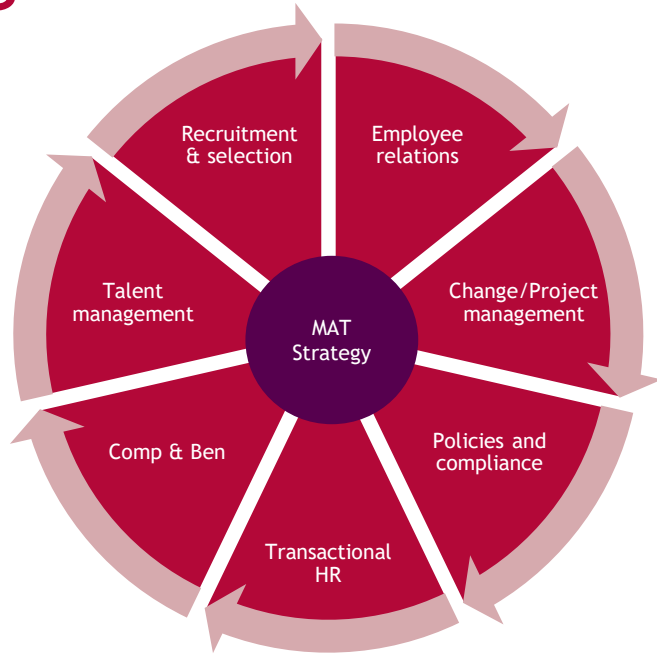 Recruitment
& selection
Employee
relations
Talent
management
Change/Project
management
MAT
Strategy
Comp & Ben
Policies and
compliance
Transactional
HR